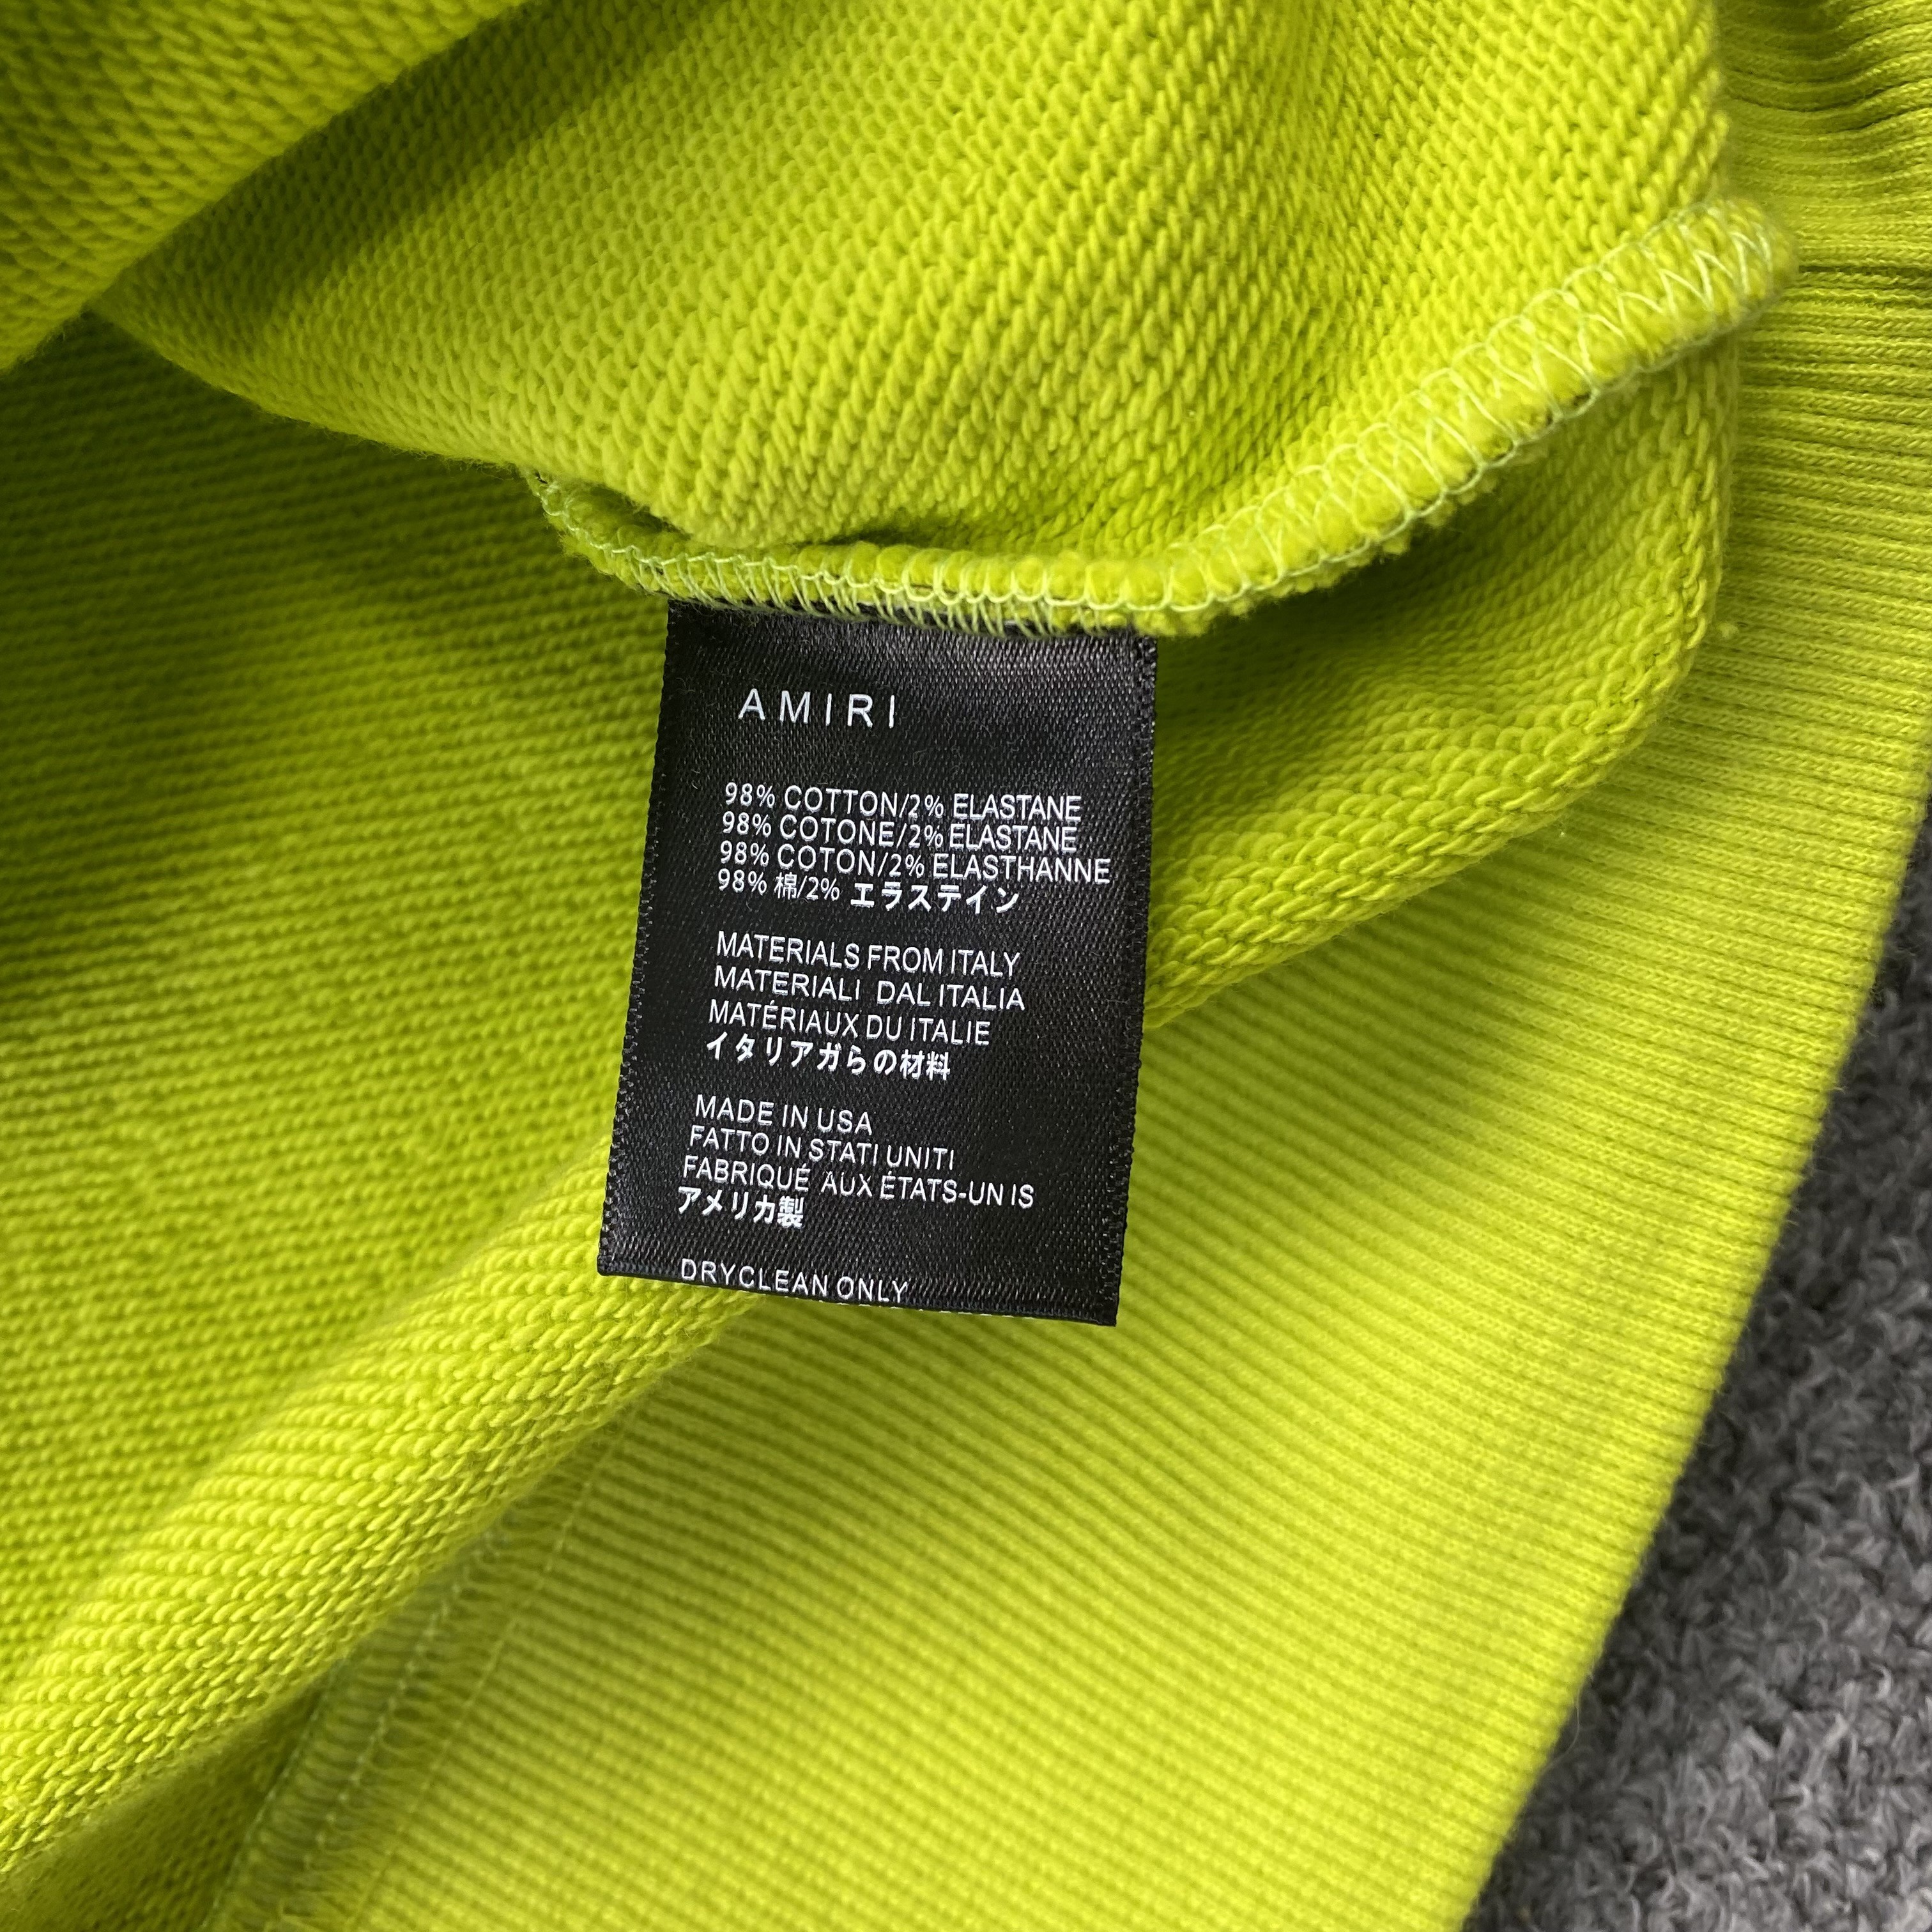 AMIRI
98% COTTON/2% ELASTANE
98% COTONE/2% ELASTANE
98% COTON/2% ELASTHANNE
98% 棉/2% エラステイン
MATERIALS FROM ITALY
MATERIALI DAL ITALIA
MATÉRIAUX DU ITALIE
イタリアガらの材料
MADE IN USA
FATTO IN STATI UNITI
FABRIQUÉ AUX ÉTATS-UN IS
アメリカ製
DRYCLEAN ONLY